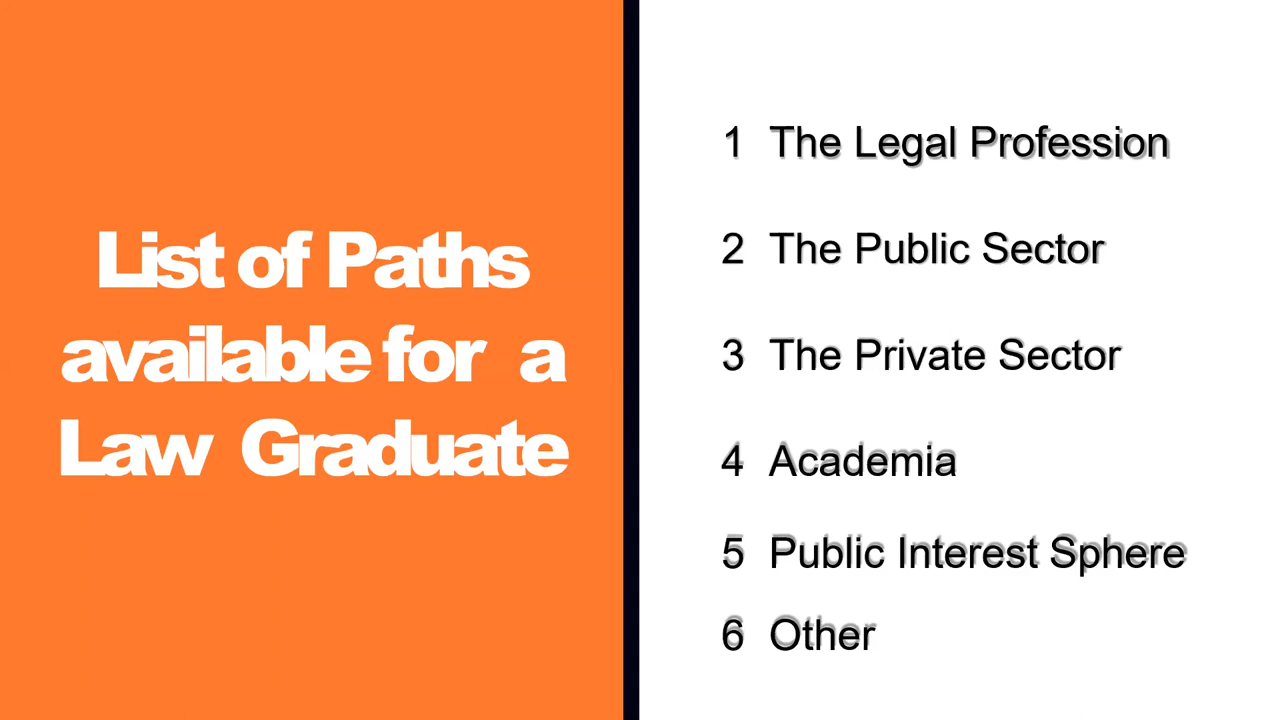 List of Paths
available for a
Law Graduate
1 The Legal Profession
2 The Public Sector
3 The Private Sector
4 Academia
5 Public Interest Sphere
6 Other